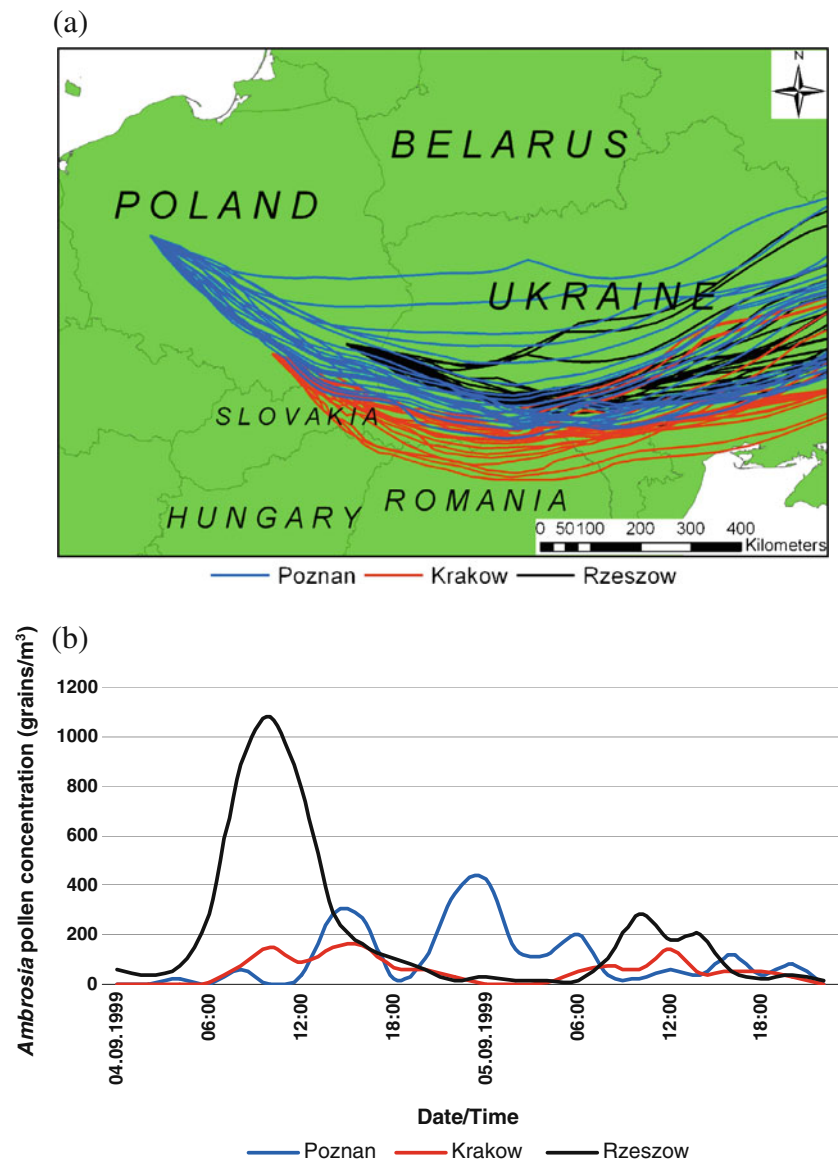 (a)
N
BELARUS
POLAND
UKRAINE
SLOVAKIA
HUNGARY
ROMANIA
0 50 100 200 300 400
Kilometers
Poznan Krakow Rzeszow
(b)
Ambrosia pollen concentration (grains/m³)
1200
1000
800
600
400
200
0
04.09.1999
06:00
12:00
18:00
05.09.1999
06:00
12:00
18:00
Date/Time
Poznan Krakow Rzeszow